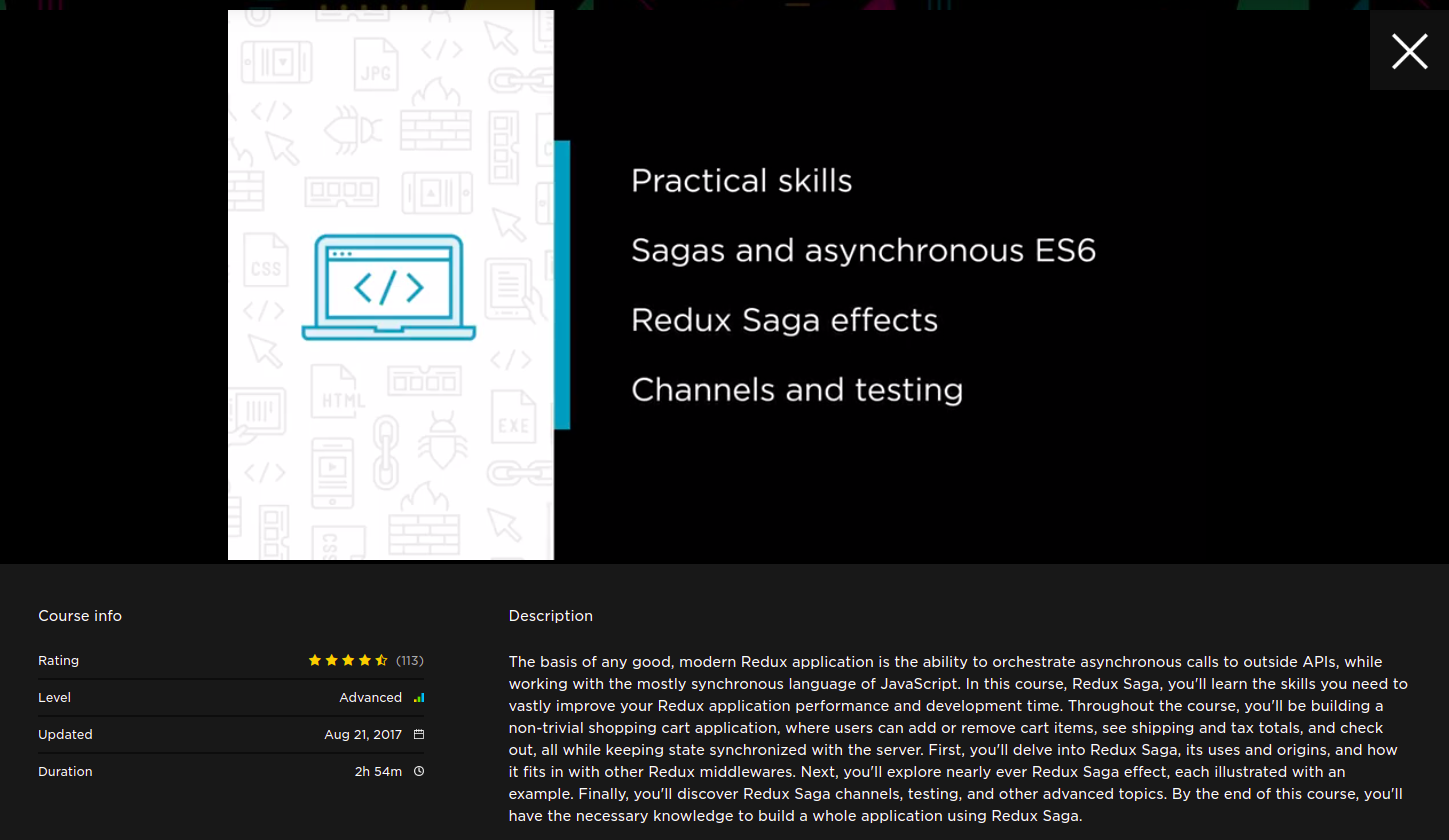 JPG
CSS
HTML
EXE
CSS
</>
Practical skills
Sagas and asynchronous ES6
Redux Saga effects
Channels and testing
Course info
Rating (113)
Level Advanced
Updated Aug 21, 2017
Duration 2h 54m
Description
The basis of any good, modern Redux application is the ability to orchestrate asynchronous calls to outside APIs, while
working with the mostly synchronous language of JavaScript. In this course, Redux Saga, you'll learn the skills you need to
vastly improve your Redux application performance and development time. Throughout the course, you'll be building a
non-trivial shopping cart application, where users can add or remove cart items, see shipping and tax totals, and check
out, all while keeping state synchronized with the server. First, you'll delve into Redux Saga, its uses and origins, and how
it fits in with other Redux middlewares. Next, you'll explore nearly ever Redux Saga effect, each illustrated with an
example. Finally, you'll discover Redux Saga channels, testing, and other advanced topics. By the end of this course, you'll
have the necessary knowledge to build a whole application using Redux Saga.